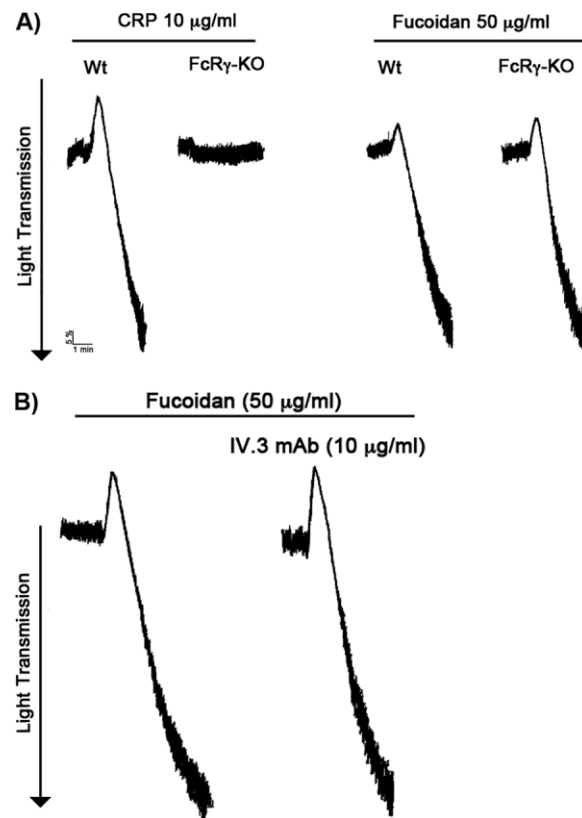 A)
CRP 10 µg/ml
Fucoidan 50 µg/ml
Wt
FcRγ-KO
Wt
FcRγ-KO
Light Transmission
5 %
1 min
B)
Fucoidan (50 µg/ml)
IV.3 mAb (10 µg/ml)
Light Transmission